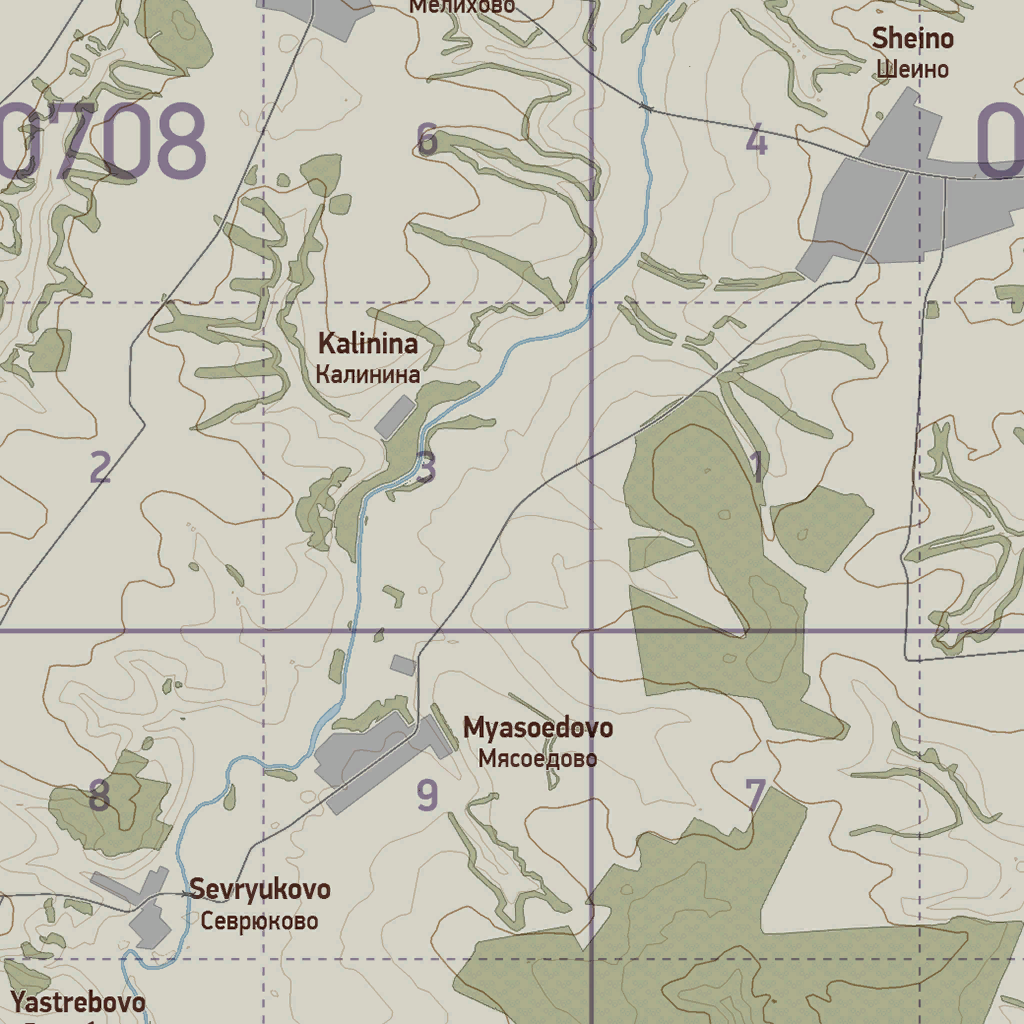 Мелихово
Sheino
Шеино
0708
6
4
0
Kalinina
Калинина
2
3
1
Myasoedovo
Мясоедово
8
9
7
Sevryukovo
Севрюково
Yastrebovo